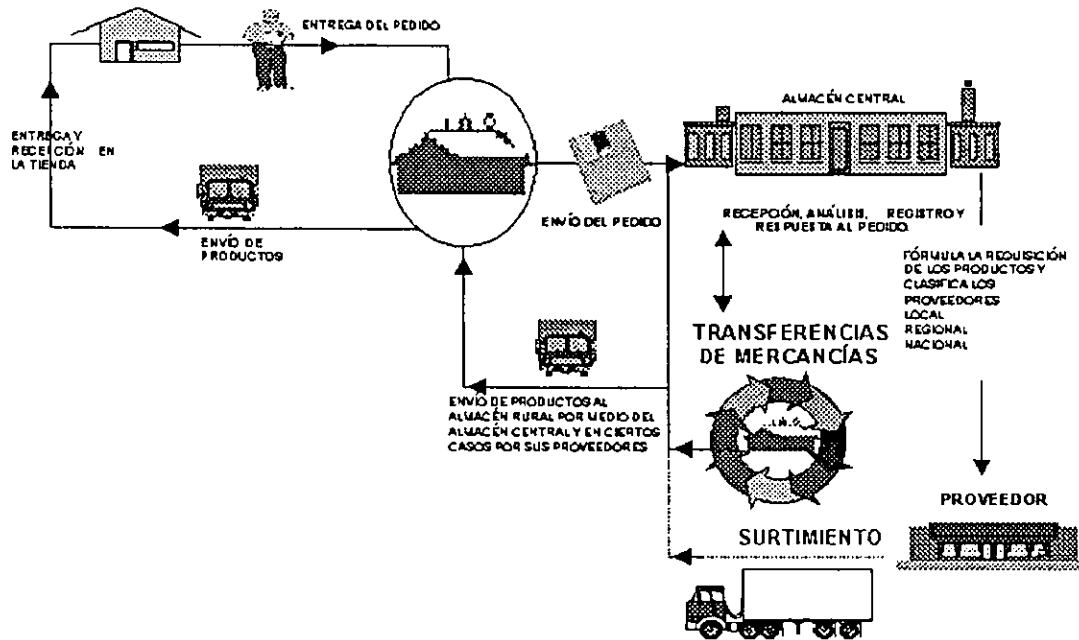 ENTREGA DEL PEDIDO
ALMACÉN CENTRAL
ENTREGA Y
RECEPCIÓN EN
LA TIENDA
ENVÍO DE
PRODUCTOS
ENVÍO DEL PEDIDO
RECEPCIÓN, ANÁLISIS, REGISTRO Y
RESPUESTA AL PEDIDO.
FÓRMULA LA REQUISICIÓN
DE LOS PRODUCTOS Y
CLASIFICA LOS
PROVEEDORES
LOCAL
REGIONAL
NACIONAL
TRANSFERENCIAS
DE MERCANCÍAS
ENVÍO DE PRODUCTOS AL
ALMACÉN RURAL POR MEDIO DEL
ALMACÉN CENTRAL Y EN CIERTOS
CASOS POR SUS PROVEEDORES
PROVEEDOR
SURTIMIENTO